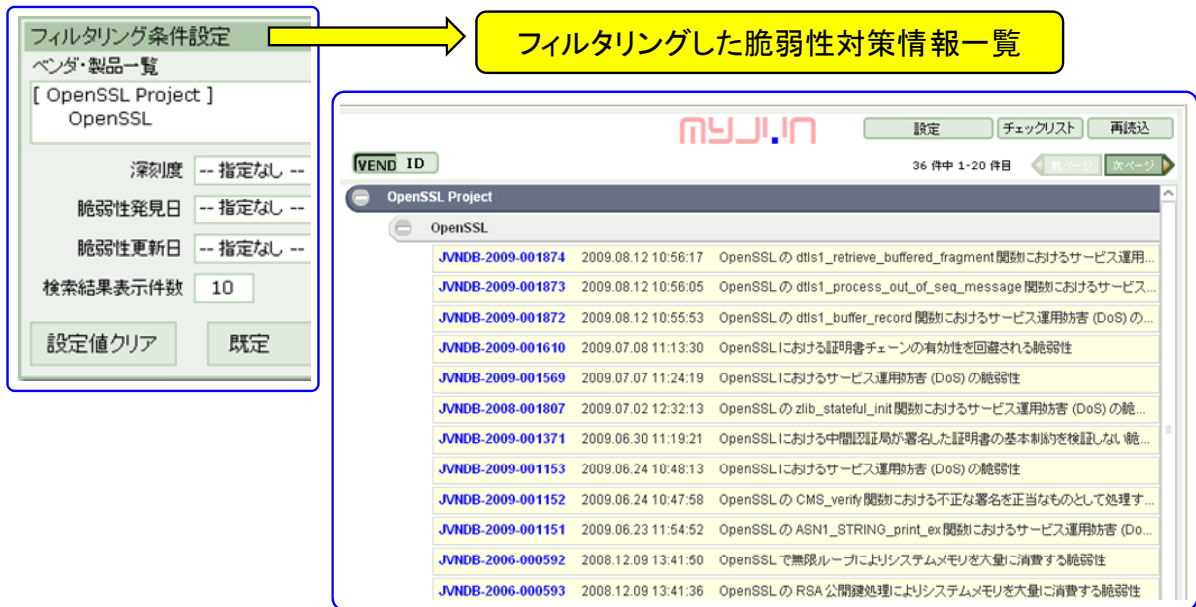 フィルタリング条件設定
ベンダ・製品一覧
[ OpenSSL Project ]
OpenSSL
深刻度 -- 指定なし --
脆弱性発見日 -- 指定なし --
脆弱性更新日 -- 指定なし --
検索結果表示件数 10
設定値クリア 既定
フィルタリングした脆弱性対策情報一覧
MYJVN 設定 チェックリスト 再読込
VEND ID 36 件中 1-20 件目 前ページ 次ページ
OpenSSL Project
OpenSSL
JVNDB-2009-001874 2009.08.12 10:56:17 OpenSSL の dtls1_retrieve_buffered_fragment 関数におけるサービス運用...
JVNDB-2009-001873 2009.08.12 10:56:05 OpenSSL の dtls1_process_out_of_seq_message 関数におけるサービス...
JVNDB-2009-001872 2009.08.12 10:55:53 OpenSSL の dtls1_buffer_record 関数におけるサービス運用妨害 (DoS) の...
JVNDB-2009-001610 2009.07.08 11:13:30 OpenSSL における証明書チェーンの有効性を回避される脆弱性
JVNDB-2009-001569 2009.07.07 11:24:19 OpenSSL におけるサービス運用妨害 (DoS) の脆弱性
JVNDB-2008-001807 2009.07.02 12:32:13 OpenSSL の zlib_stateful_init 関数におけるサービス運用妨害 (DoS) の脆...
JVNDB-2009-001371 2009.06.30 11:19:21 OpenSSL における中間認証局が署名した証明書の基本制約を検証しない脆...
JVNDB-2009-001153 2009.06.24 10:48:13 OpenSSL におけるサービス運用妨害 (DoS) の脆弱性
JVNDB-2009-001152 2009.06.24 10:47:58 OpenSSL の CMS_verify 関数における不正な署名を正当なものとして処理す...
JVNDB-2009-001151 2009.06.23 11:54:52 OpenSSL の ASN1_STRING_print_ex 関数におけるサービス運用妨害 (Do...
JVNDB-2006-000592 2008.12.09 13:41:50 OpenSSL で無限ループによりシステムメモリを大量に消費する脆弱性
JVNDB-2006-000593 2008.12.09 13:41:36 OpenSSL の RSA 公開鍵処理によりシステムメモリを大量に消費する脆弱性